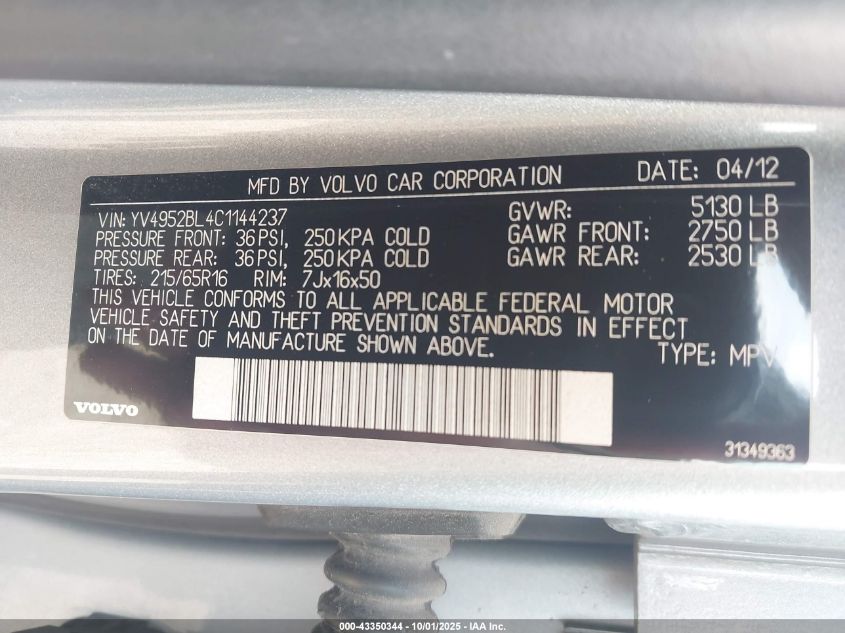 MFD BY VOLVO CAR CORPORATION DATE: 04/12
VIN: YV4952BL4C1144237 GVWR: 5130 LB
PRESSURE FRONT: 36 PSI, 250 KPA COLD GAWR FRONT: 2750 LB
PRESSURE REAR: 36 PSI, 250 KPA COLD GAWR REAR: 2530 LB
TIRES: 215/65R16 RIM: 7Jx16x50
THIS VEHICLE CONFORMS TO ALL APPLICABLE FEDERAL MOTOR
VEHICLE SAFETY AND THEFT PREVENTION STANDARDS IN EFFECT
ON THE DATE OF MANUFACTURE SHOWN ABOVE.
TYPE: MPV
VOLVO
31349363
000-43350344 - 10/01/2025 - IAA Inc.